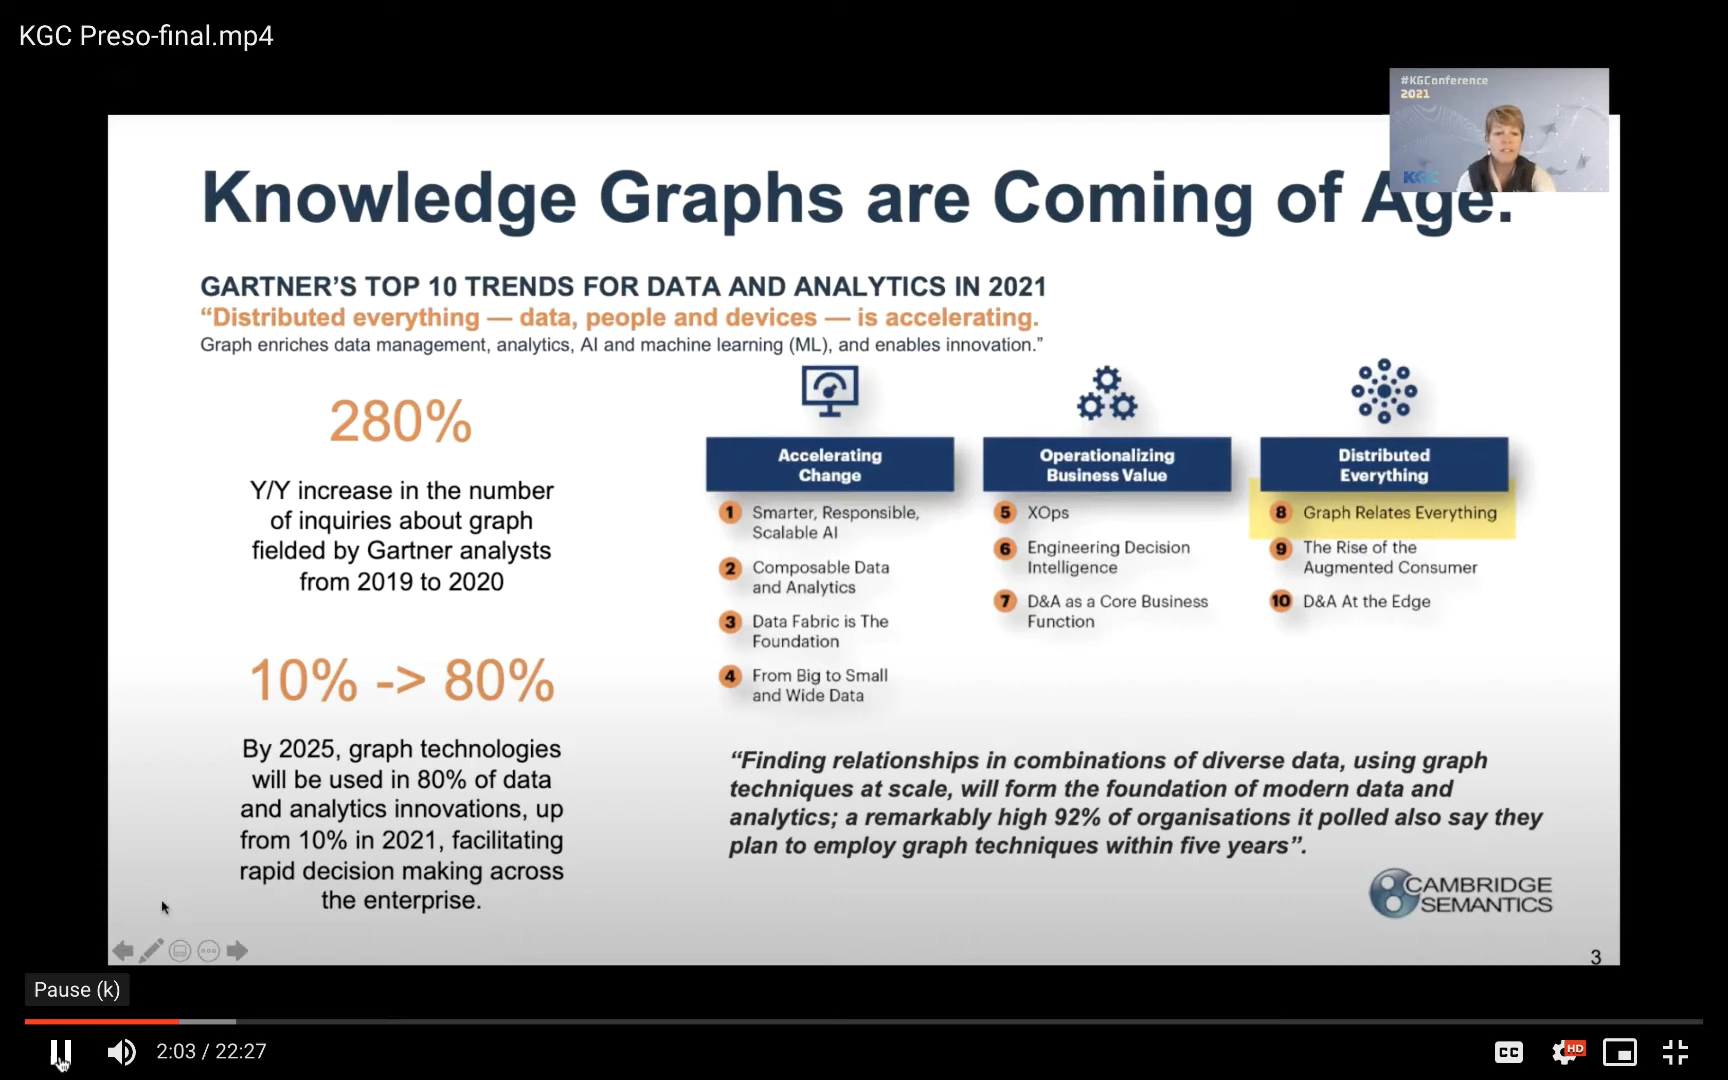 KGC Preso-final.mp4
#KGConference
2021
KGC
Knowledge Graphs are Coming of Age.
GARTNER'S TOP 10 TRENDS FOR DATA AND ANALYTICS IN 2021
“Distributed everything — data, people and devices — is accelerating.
Graph enriches data management, analytics, AI and machine learning (ML), and enables innovation.”
280%
Y/Y increase in the number
of inquiries about graph
fielded by Gartner analysts
from 2019 to 2020
10% -> 80%
By 2025, graph technologies
will be used in 80% of data
and analytics innovations, up
from 10% in 2021, facilitating
rapid decision making across
the enterprise.
Accelerating
Change
1 Smarter, Responsible,
Scalable AI
2 Composable Data
and Analytics
3 Data Fabric is The
Foundation
4 From Big to Small
and Wide Data
Operationalizing
Business Value
5 XOps
6 Engineering Decision
Intelligence
7 D&A as a Core Business
Function
Distributed
Everything
8 Graph Relates Everything
9 The Rise of the
Augmented Consumer
10 D&A At the Edge
“Finding relationships in combinations of diverse data, using graph
techniques at scale, will form the foundation of modern data and
analytics; a remarkably high 92% of organisations it polled also say they
plan to employ graph techniques within five years”.
CAMBRIDGE
SEMANTICS
3
Pause (k)
2:03 / 22:27
CC
HD